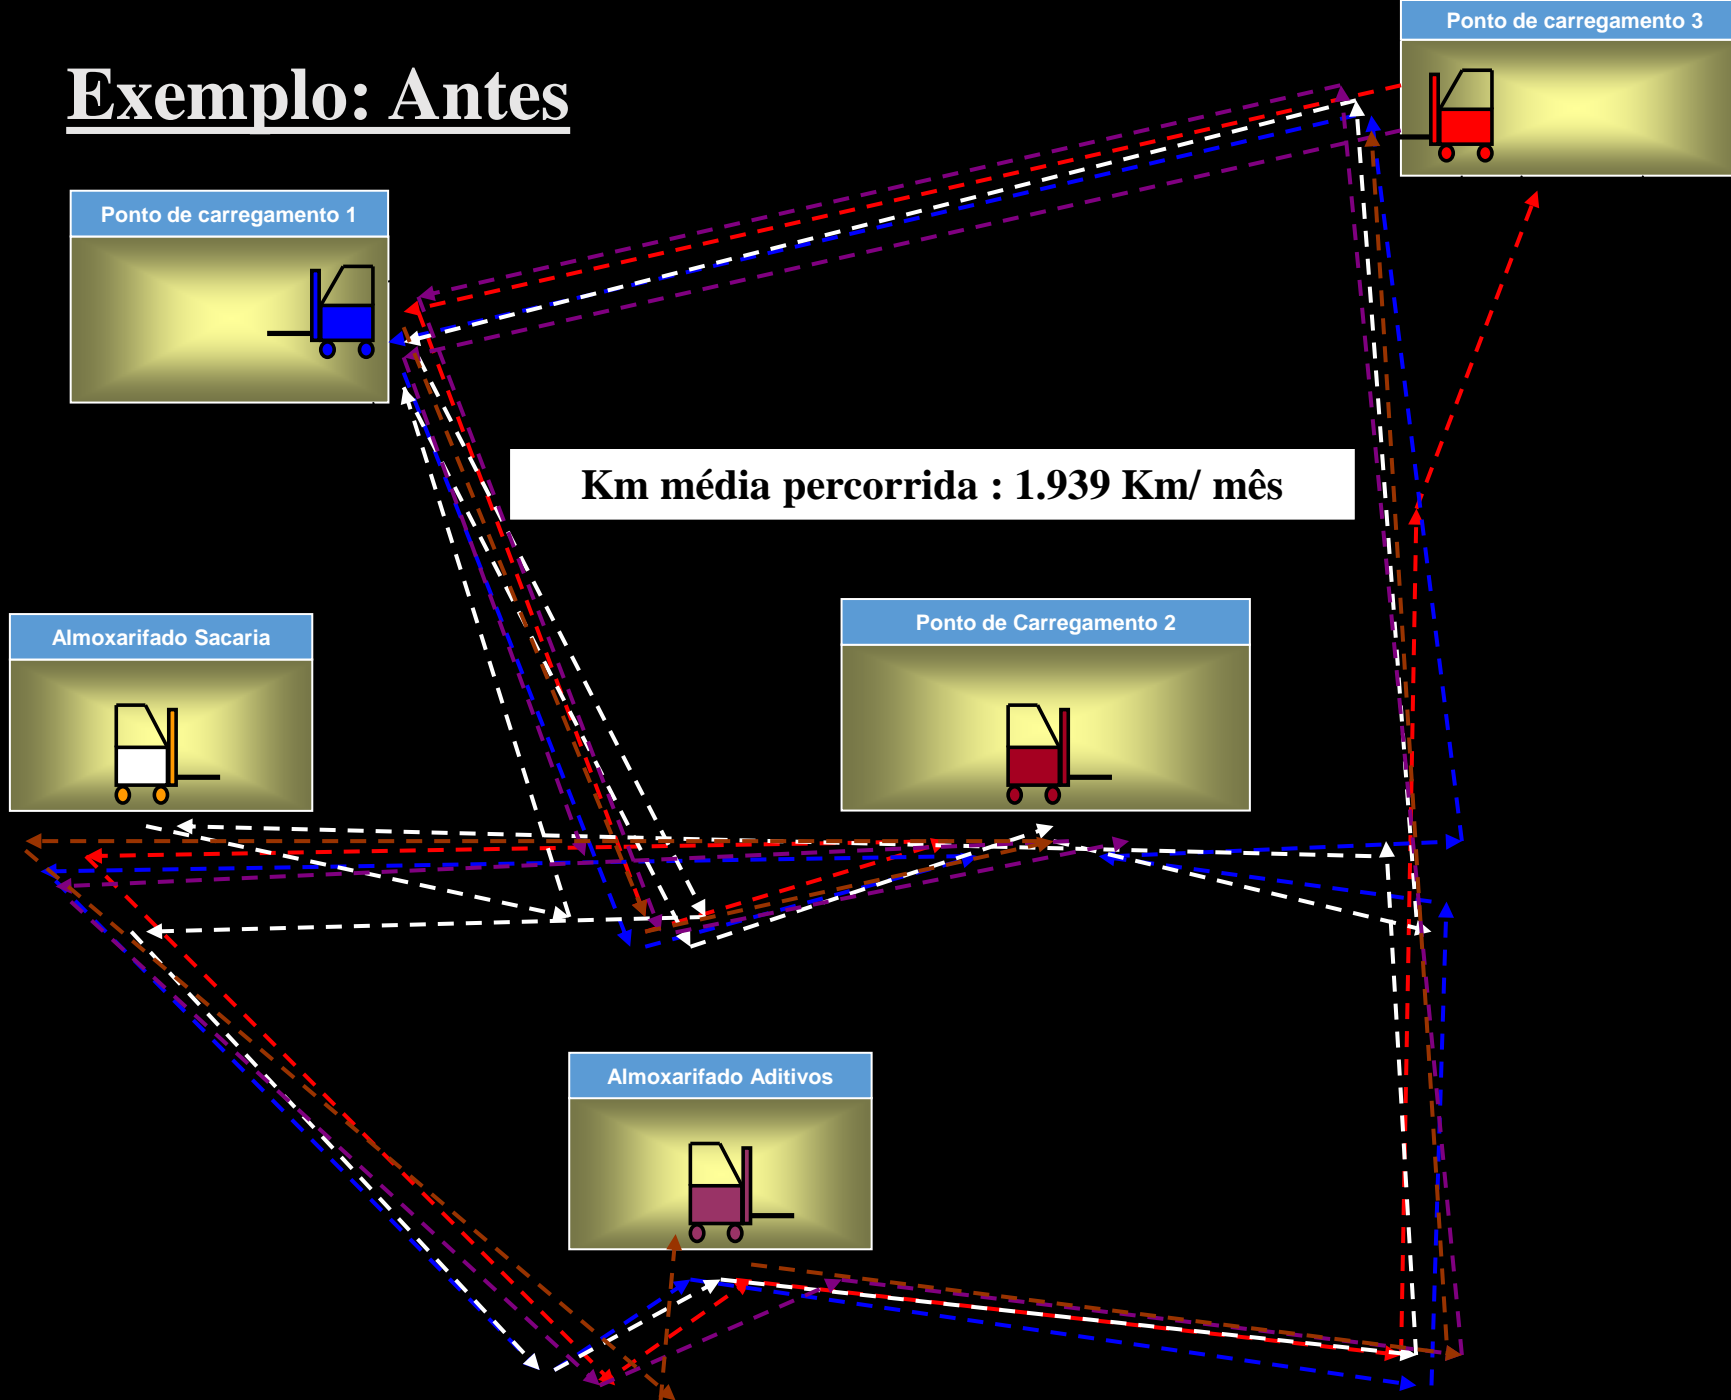 Ponto de carregamento 3
Exemplo: Antes
Ponto de carregamento 1
Km média percorrida : 1.939 Km/ mês
Almoxarifado Sacaria
Ponto de Carregamento 2
Almoxarifado Aditivos